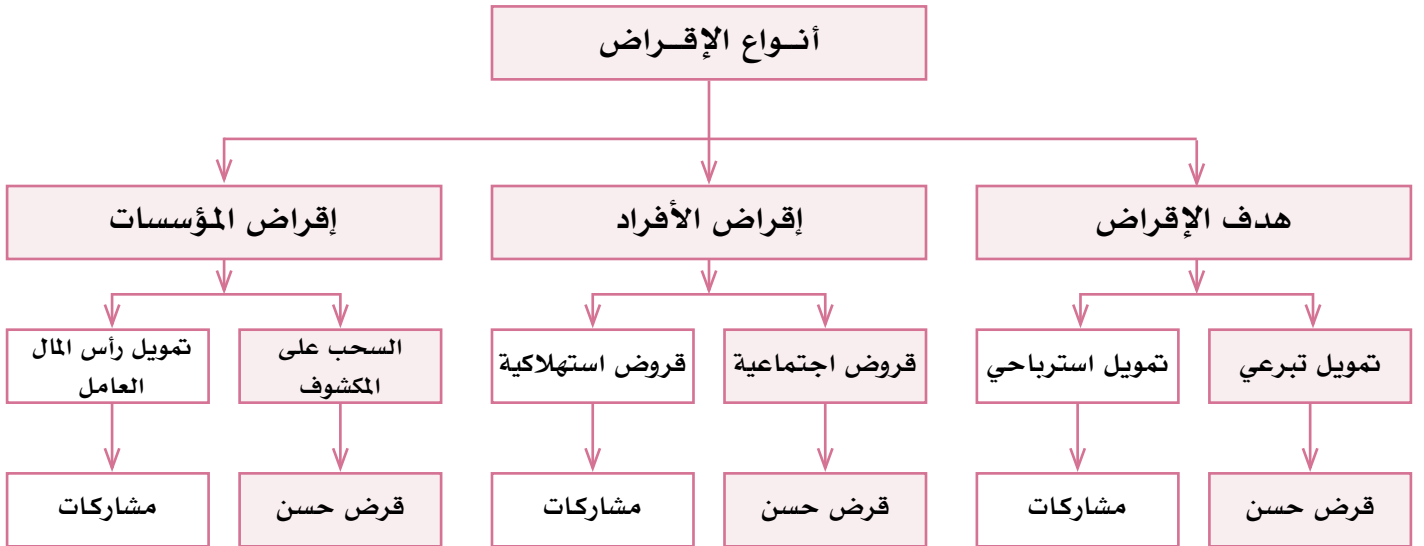 أنــواع الإقــراض
هدف الإقراض
إقراض الأفراد
إقراض المؤسسات
تمويل تبرعي
تمويل استرباحي
قروض اجتماعية
قروض استهلاكية
السحب على
المكشوف
تمويل رأس المال
العامل
قرض حسن
مشاركات
قرض حسن
مشاركات
قرض حسن
مشاركات